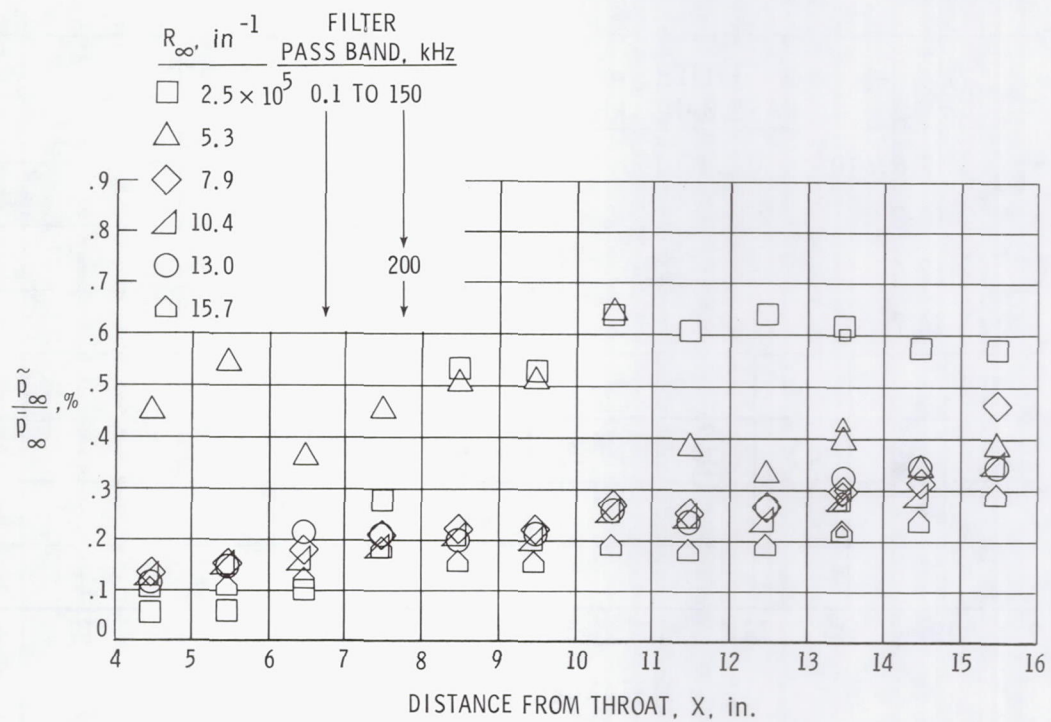 R∞, in⁻¹
FILTER
PASS BAND, kHz
2.5 × 10⁵ 0.1 TO 150
5.3
7.9
10.4
13.0 200
15.7
.9
.8
.7
.6
.5
.4
.3
.2
.1
0
p̃∞/p̄∞, %
4 5 6 7 8 9 10 11 12 13 14 15 16
DISTANCE FROM THROAT, X, in.